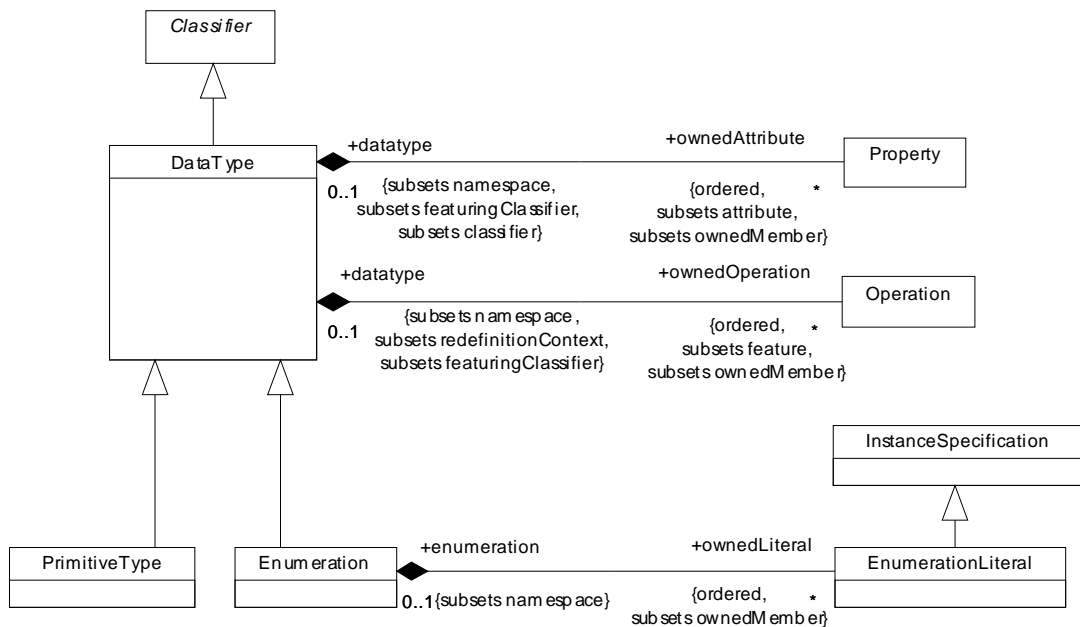 Classifier
DataType
+datatype
+ownedAttribute
Property
0..1
{subsets namespace,
subsets featuringClassifier,
subsets classifier}
{ordered,
*
subsets attribute,
subsets ownedMember}
+datatype
+ownedOperation
Operation
0..1
{subsets namespace,
subsets redefinitionContext,
subsets featuringClassifier}
{ordered,
*
subsets feature,
subsets ownedMember}
InstanceSpecification
PrimitiveType
Enumeration
+enumeration
+ownedLiteral
EnumerationLiteral
0..1
{subsets namespace}
{ordered,
*
subsets ownedMember}